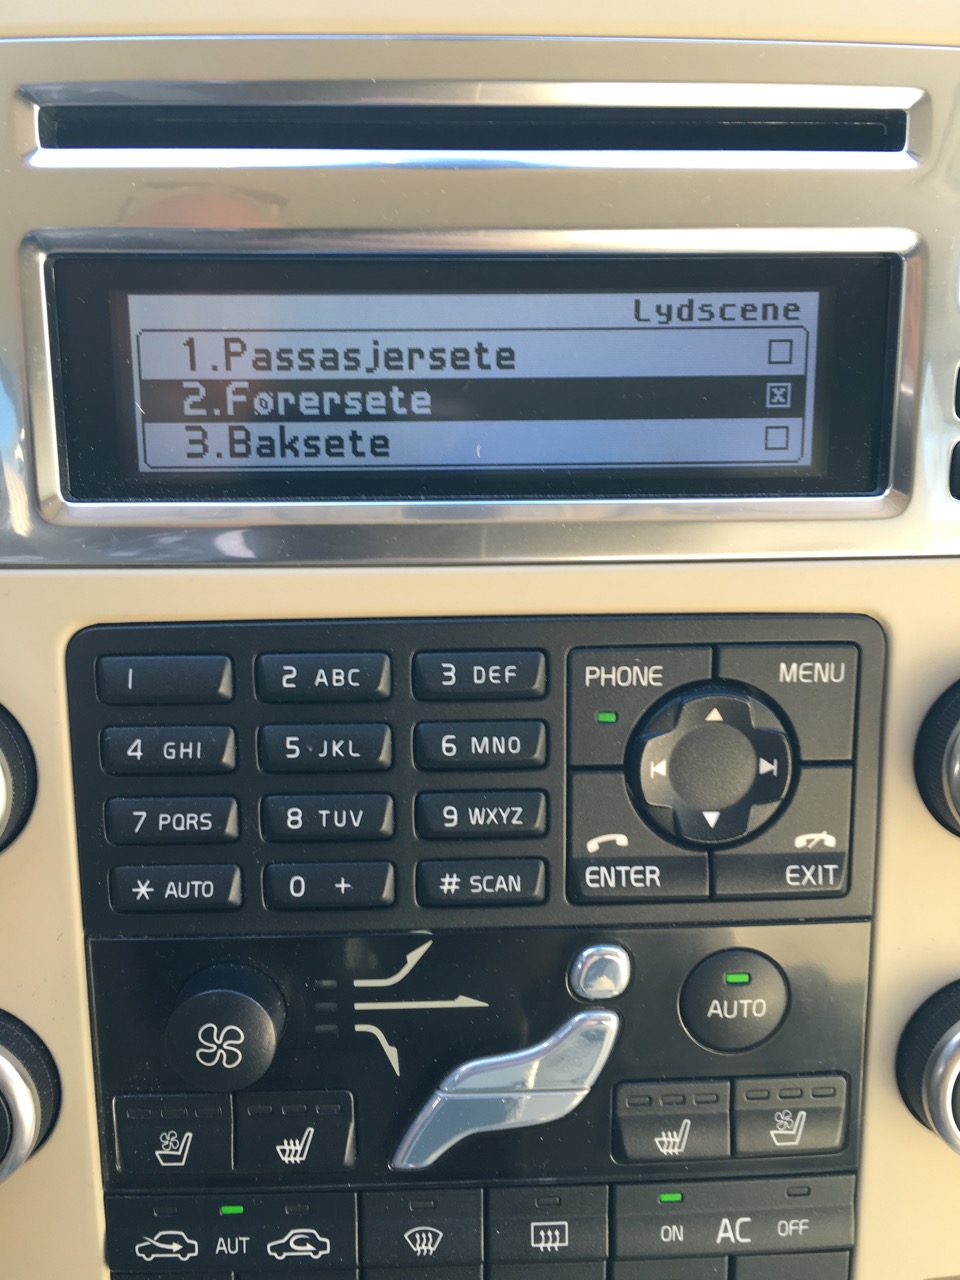 Lydscene
1.Passasjersete
2.Førersete
3.Baksete
1
2 ABC
3 DEF
4 GHI
5 JKL
6 MNO
7 PQRS
8 TUV
9 WXYZ
* AUTO
0 +
# SCAN
PHONE
MENU
ENTER
EXIT
AUTO
AUT
ON AC OFF